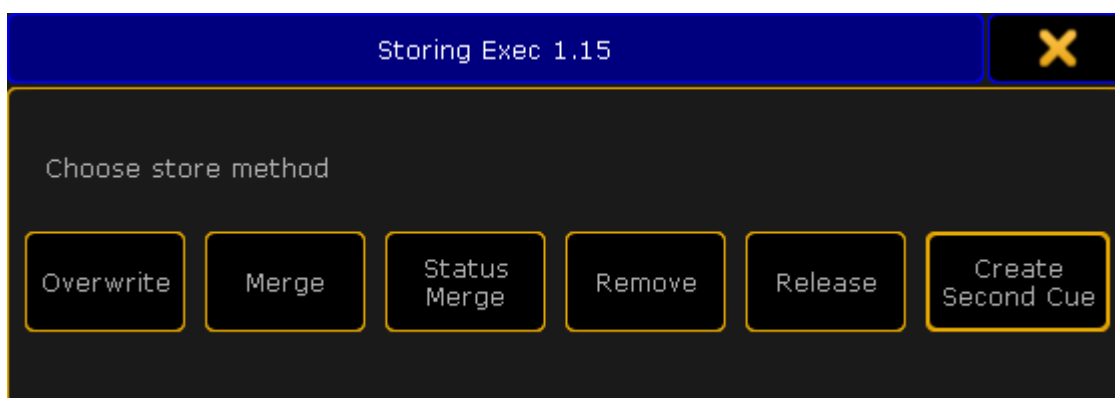 Storing Exec 1.15
Choose store method
Overwrite
Merge
Status
Merge
Remove
Release
Create
Second Cue